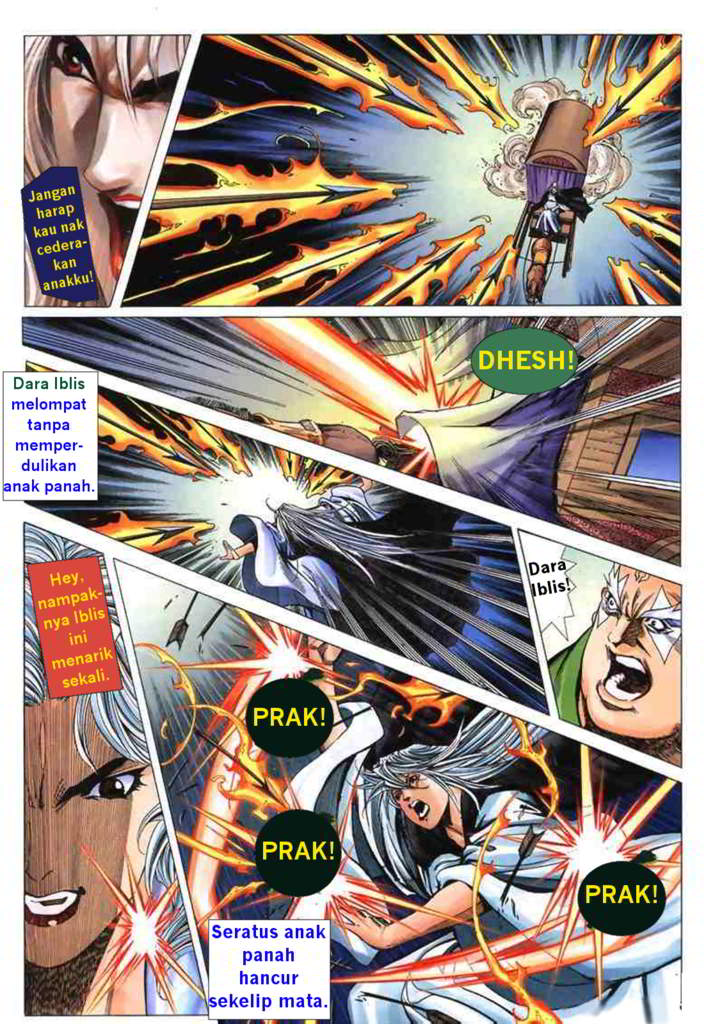 Jangan
harap
kau nak
cedera-
kan
anakku!
DHESH!
Dara Iblis
melompat
tanpa
memper-
dulikan
anak panah.
Dara
Iblis!
Hey,
nampak-
nya Iblis
ini
menarik
sekali.
PRAK!
PRAK!
PRAK!
Seratus anak
panah
hancur
sekelip mata.